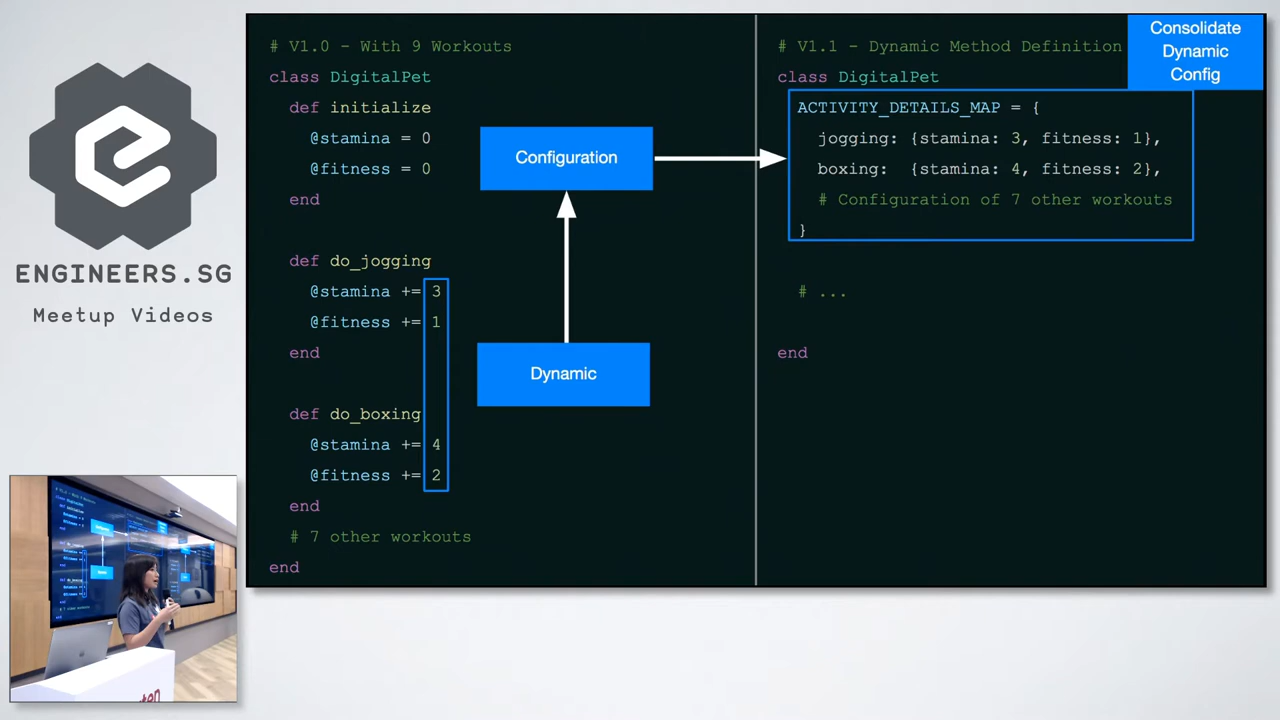 ENGINEERS.SG
Meetup Videos
# V1.0 - With 9 Workouts
class DigitalPet
def initialize
@stamina = 0
@fitness = 0
end
def do_jogging
@stamina += 3
@fitness += 1
end
def do_boxing
@stamina += 4
@fitness += 2
end
# 7 other workouts
end
Configuration
Dynamic
# V1.1 - Dynamic Method Definition
Consolidate
Dynamic
Config
class DigitalPet
ACTIVITY_DETAILS_MAP = {
jogging: {stamina: 3, fitness: 1},
boxing: {stamina: 4, fitness: 2},
# Configuration of 7 other workouts
}
# ...
end